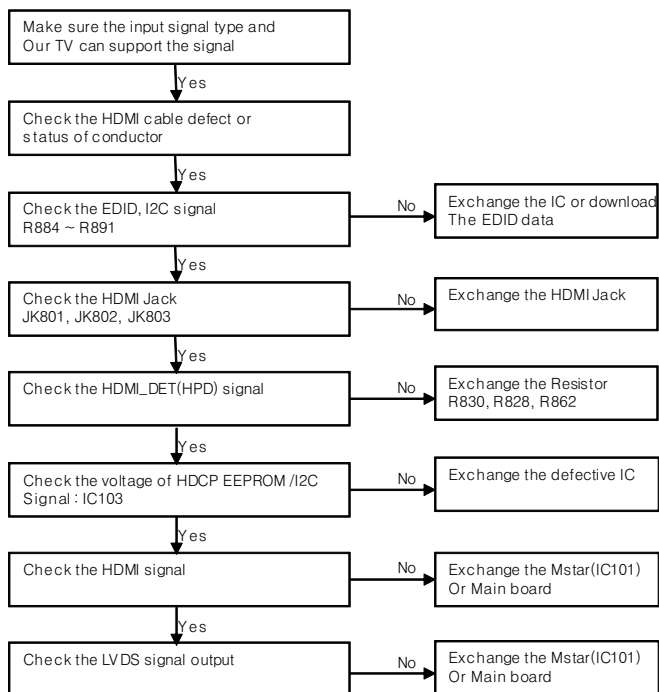 Make sure the input signal type and
Our TV can support the signal
Yes
Check the HDMI cable defect or
status of conductor
Yes
Check the EDID, I2C signal
R884 ~ R891
No
Exchange the IC or download
The EDID data
Yes
Check the HDMI Jack
JK801, JK802, JK803
No
Exchange the HDMI Jack
Yes
Check the HDMI_DET(HPD) signal
No
Exchange the Resistor
R830, R828, R862
Yes
Check the voltage of HDCP EEPROM /I2C
Signal : IC103
No
Exchange the defective IC
Yes
Check the HDMI signal
No
Exchange the Mstar(IC101)
Or Main board
Yes
Check the LVDS signal output
No
Exchange the Mstar(IC101)
Or Main board